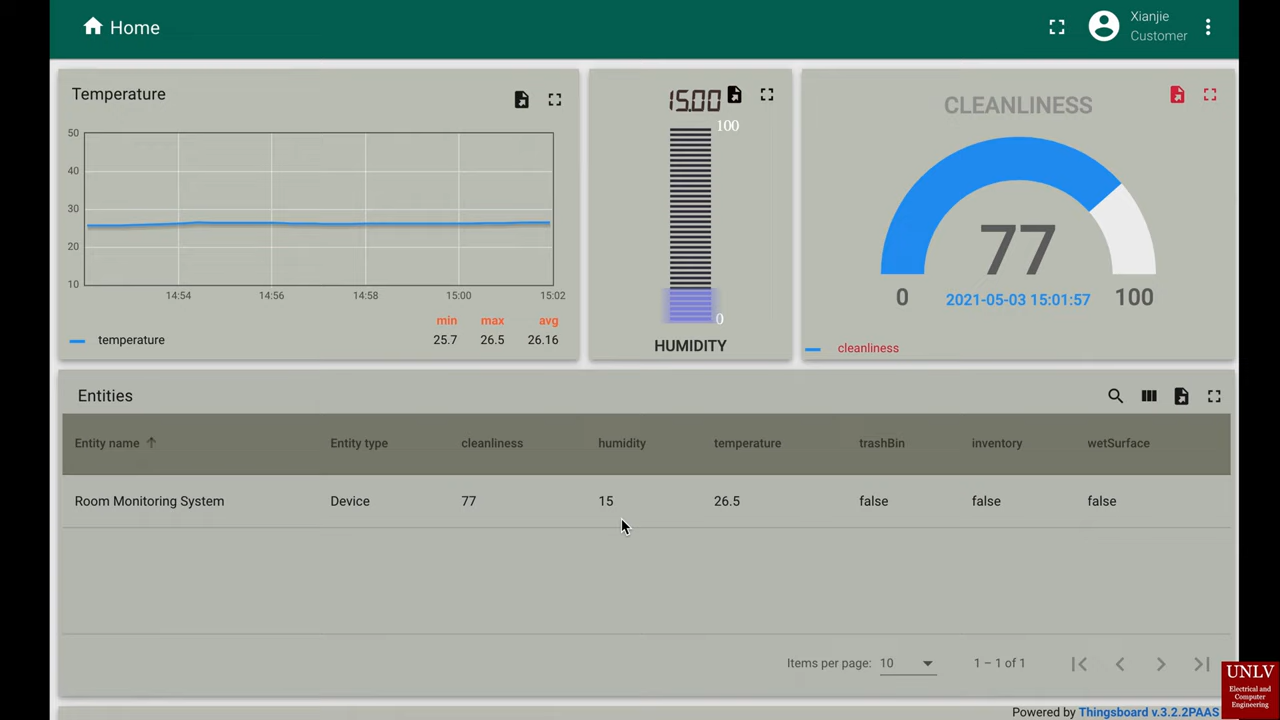 Home
Xianjie
Customer
Temperature
50
40
30
20
10
14:54 14:56 14:58 15:00 15:02
min max avg
temperature 25.7 26.5 26.16
15.00
100
0
HUMIDITY
CLEANLINESS
77
0 2021-05-03 15:01:57 100
cleanliness
Entities
Entity name Entity type cleanliness humidity temperature trashBin inventory wetSurface
Room Monitoring System Device 77 15 26.5 false false false
Items per page: 10 1 – 1 of 1
UNLV
Electrical and
Computer
Engineering
Powered by Thingsboard v.3.2.2PAAS